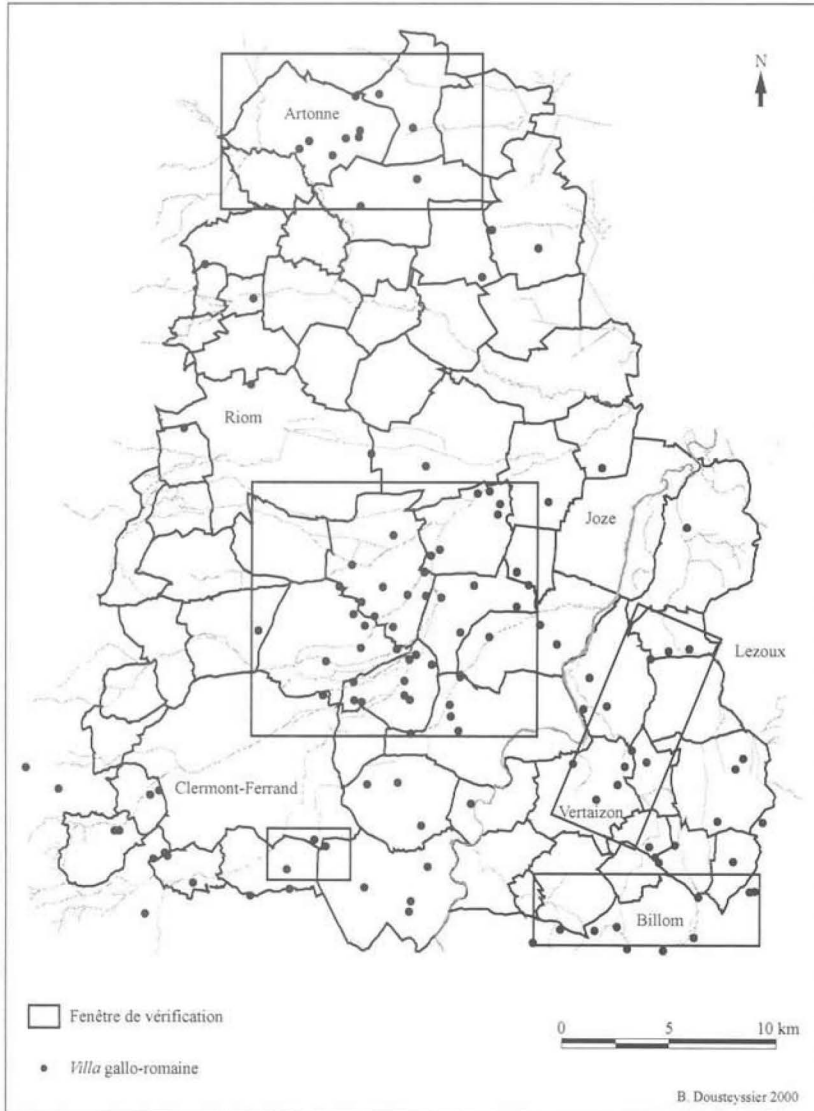 N
Artonne
Riom
Joze
Lezoux
Clermont-Ferrand
Vertaizon
Billom
Fenêtre de vérification
Villa gallo-romaine
0 5 10 km
B. Dousteyssier 2000